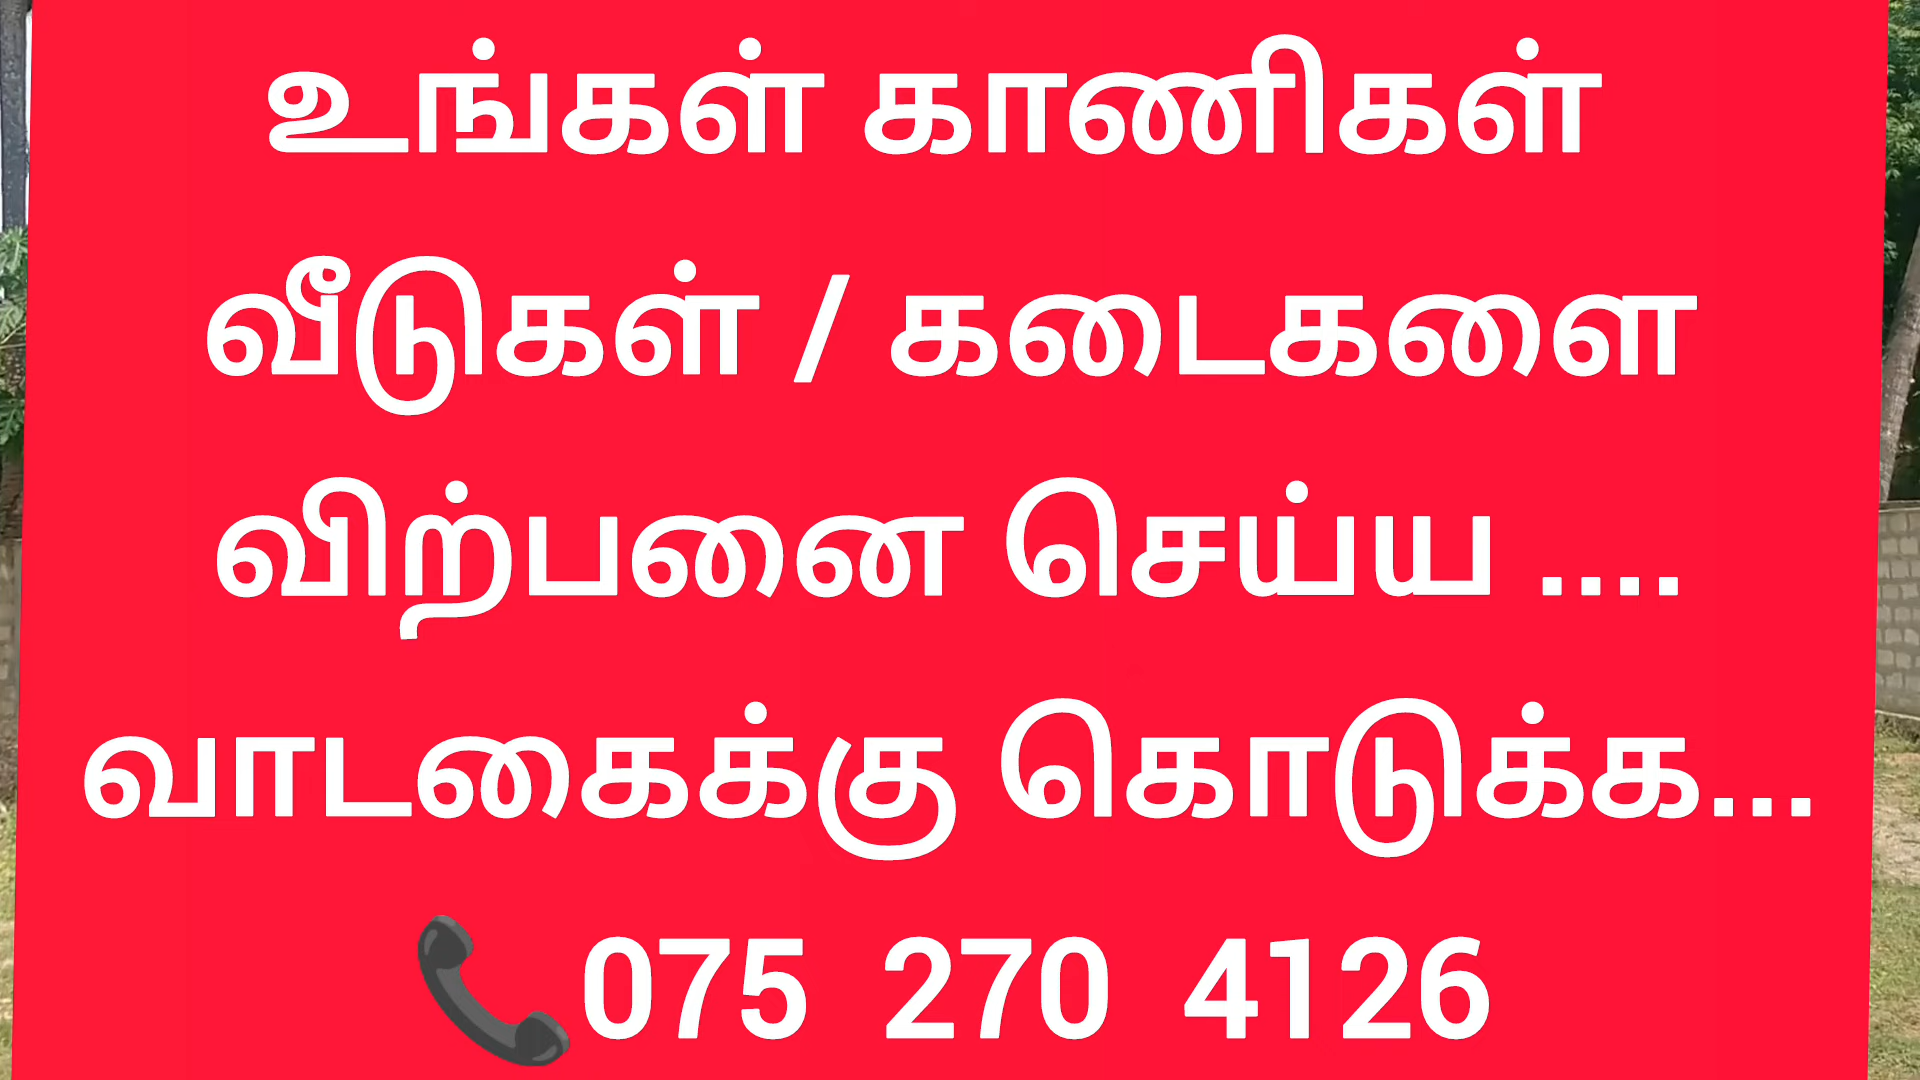 உங்கள் காணிகள்
வீடுகள் / கடைகளை
விற்பனை செய்ய ....
வாடகைக்கு கொடுக்க...
📞075 270 4126